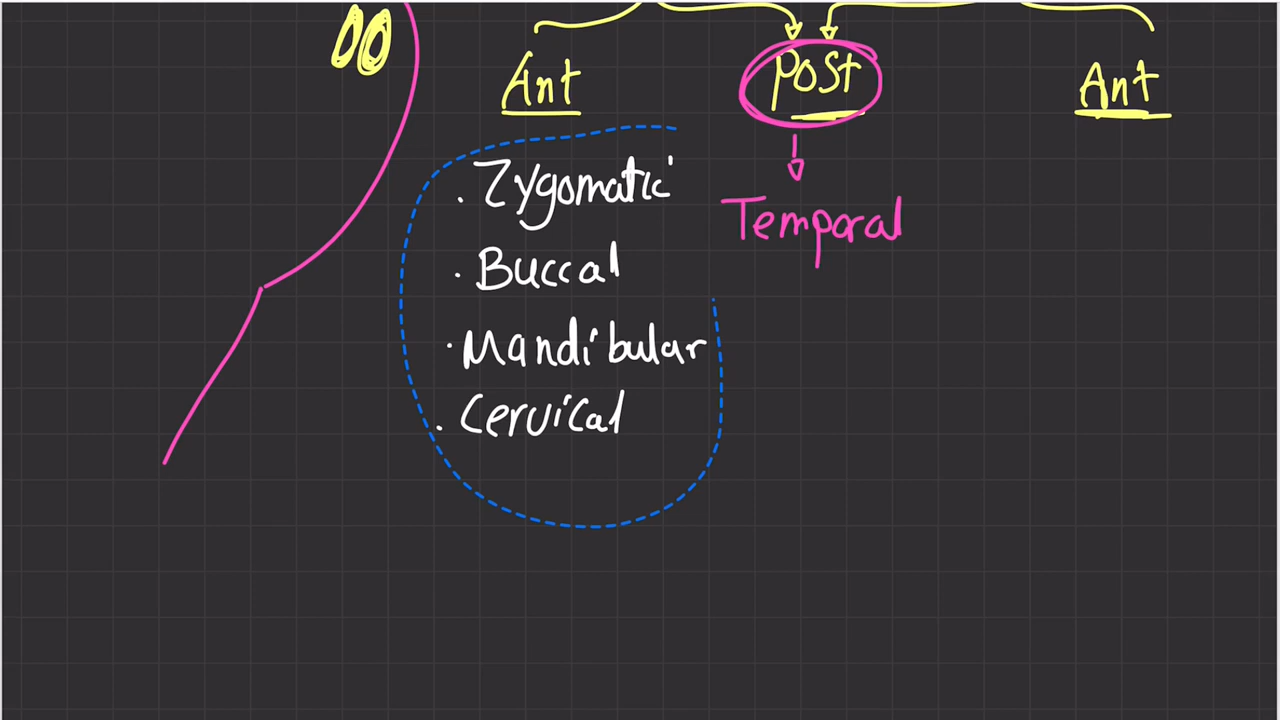 Ant Post Ant
. Zygomatic Temporal
. Buccal
. Mandibular
. Cervical